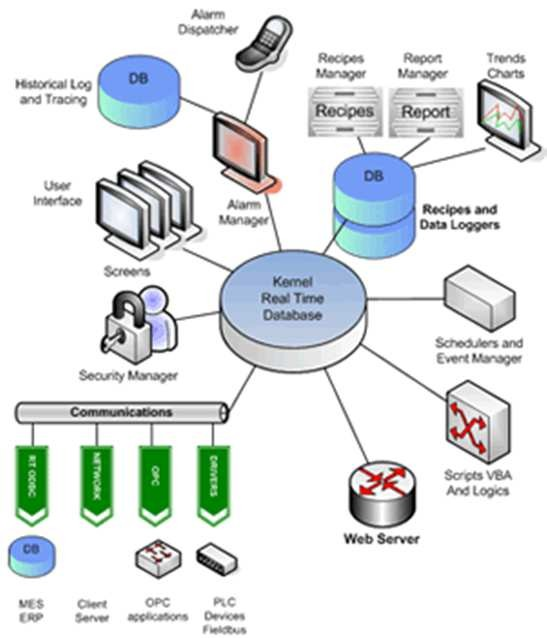 Alarm
Dispatcher
DB
Historical Log
and Tracing
Recipes
Manager
Report
Manager
Trends
Charts
Recipes
Report
DB
Recipes and
Data Loggers
User
Interface
Alarm
Manager
Screens
Kernel
Real Time
Database
Security Manager
Schedulers and
Event Manager
Communications
RT ODBC
NETWORK
OPC
DRIVERS
Scripts VBA
And Logics
Web Server
DB
MES
ERP
Client
Server
OPC
applications
PLC
Devices
Fieldbus